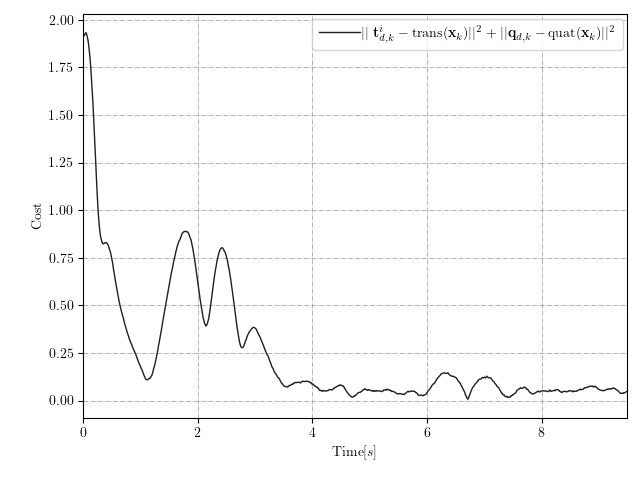 || t^i_{d,k} − trans(x_k)||^2 + ||q_{d,k} − quat(x_k)||^2
2.00
1.75
1.50
1.25
1.00
0.75
0.50
0.25
0.00
Cost
0 2 4 6 8
Time[s]